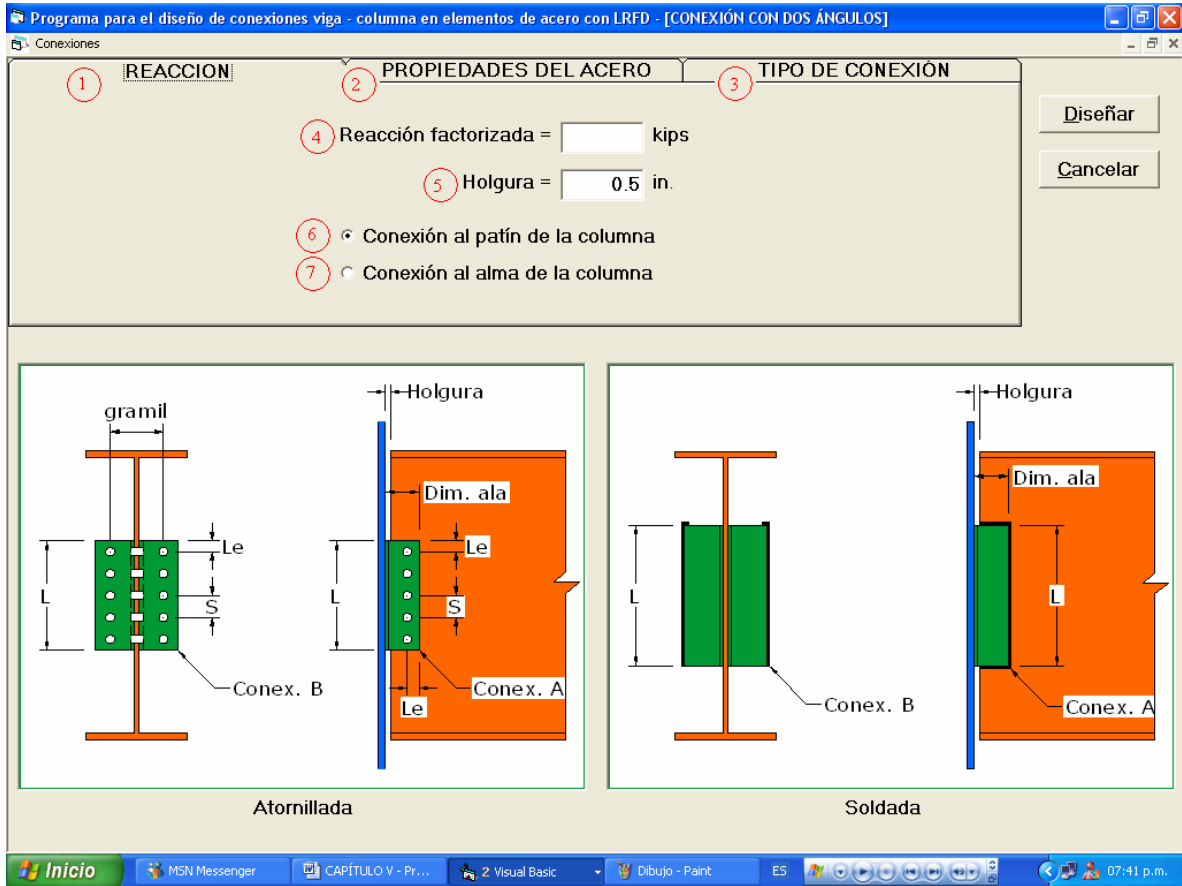 Programa para el diseño de conexiones viga - columna en elementos de acero con LRFD - [CONEXIÓN CON DOS ÁNGULOS]
Conexiones
1 REACCION 2 PROPIEDADES DEL ACERO 3 TIPO DE CONEXIÓN
4 Reacción factorizada = kips
5 Holgura = 0.5 in.
6 Conexión al patín de la columna
7 Conexión al alma de la columna
Diseñar
Cancelar
gramil
Holgura
Dim. ala
Le
Le
L
S
L
S
Conex. B
Le
Conex. A
Atornillada
Holgura
Dim. ala
L
L
Conex. B
Conex. A
Soldada
Inicio MSN Messenger CAPÍTULO V - Pr... 2 Visual Basic Dibujo - Paint ES 07:41 p.m.